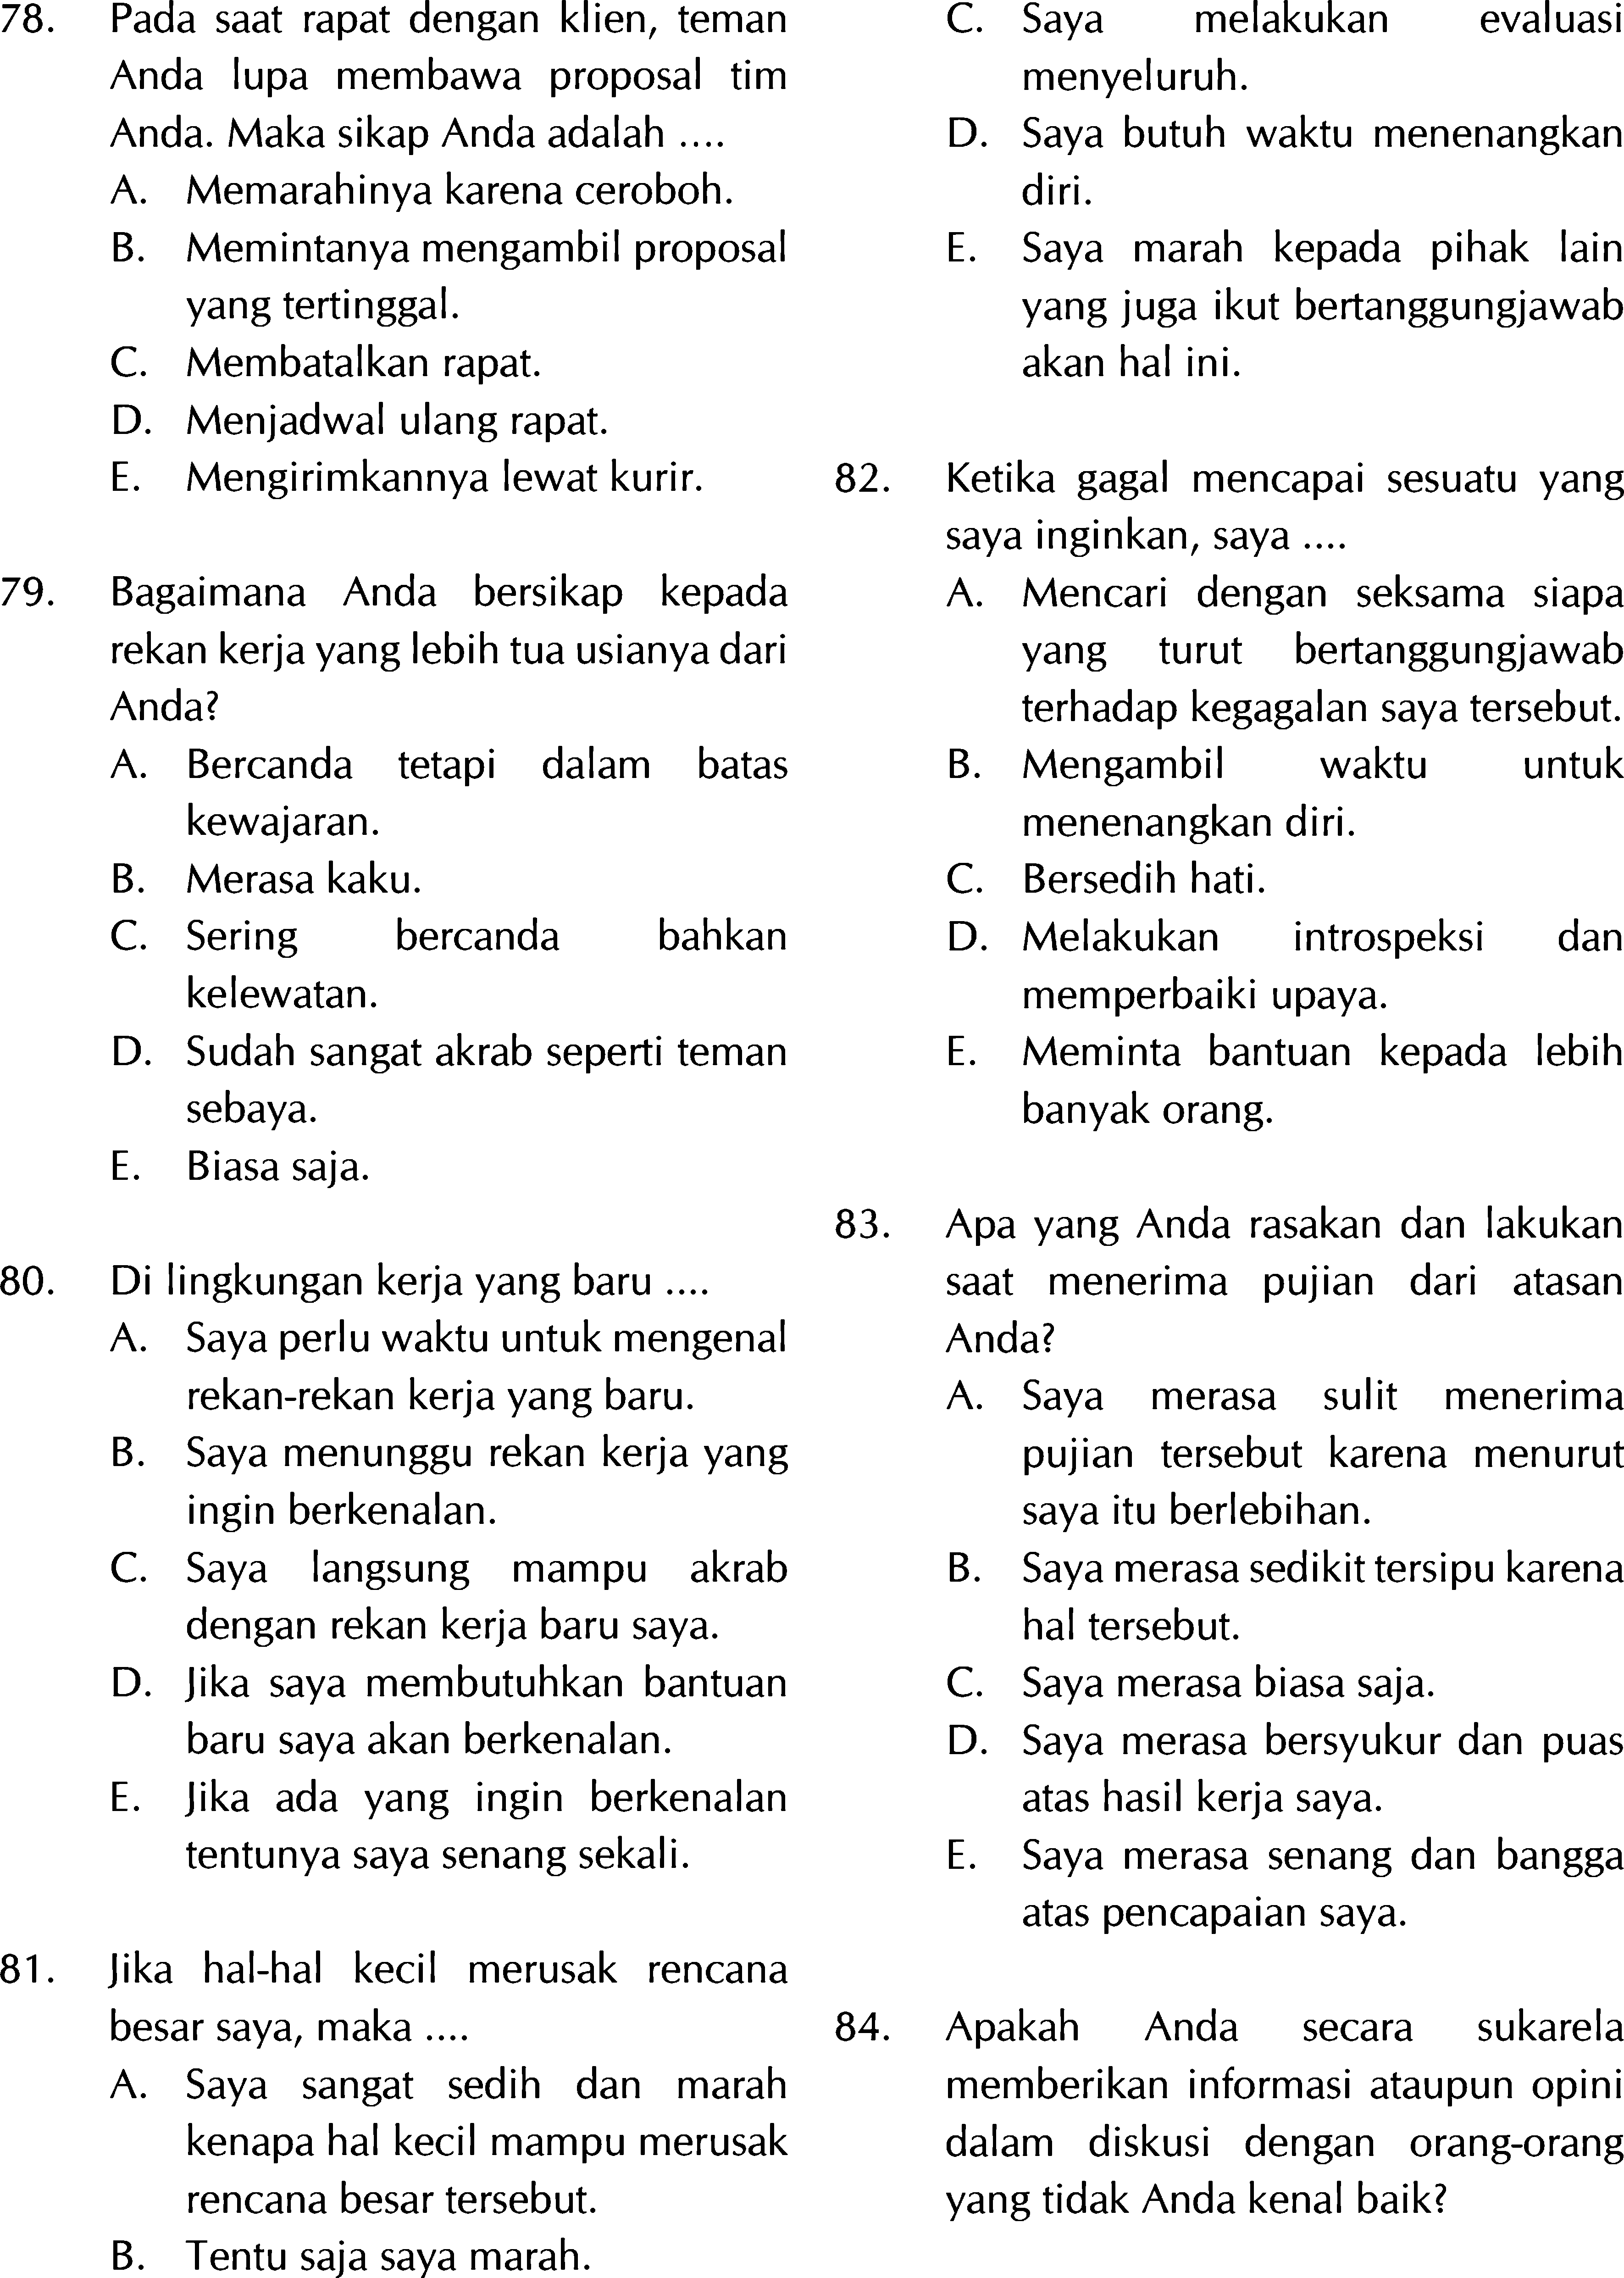 78. Pada saat rapat dengan klien, teman
Anda lupa membawa proposal tim
Anda. Maka sikap Anda adalah ....
A. Memarahinya karena ceroboh.
B. Memintanya mengambil proposal
yang tertinggal.
C. Membatalkan rapat.
D. Menjadwal ulang rapat.
E. Mengirimkannya lewat kurir.
79. Bagaimana Anda bersikap kepada
rekan kerja yang lebih tua usianya dari
Anda?
A. Bercanda tetapi dalam batas
kewajaran.
B. Merasa kaku.
C. Sering bercanda bahkan
kelewatan.
D. Sudah sangat akrab seperti teman
sebaya.
E. Biasa saja.
80. Di lingkungan kerja yang baru ....
A. Saya perlu waktu untuk mengenal
rekan-rekan kerja yang baru.
B. Saya menunggu rekan kerja yang
ingin berkenalan.
C. Saya langsung mampu akrab
dengan rekan kerja baru saya.
D. Jika saya membutuhkan bantuan
baru saya akan berkenalan.
E. Jika ada yang ingin berkenalan
tentunya saya senang sekali.
81. Jika hal-hal kecil merusak rencana
besar saya, maka ....
A. Saya sangat sedih dan marah
kenapa hal kecil mampu merusak
rencana besar tersebut.
B. Tentu saja saya marah.
C. Saya melakukan evaluasi
menyeluruh.
D. Saya butuh waktu menenangkan
diri.
E. Saya marah kepada pihak lain
yang juga ikut bertanggungjawab
akan hal ini.
82. Ketika gagal mencapai sesuatu yang
saya inginkan, saya ....
A. Mencari dengan seksama siapa
yang turut bertanggungjawab
terhadap kegagalan saya tersebut.
B. Mengambil waktu untuk
menenangkan diri.
C. Bersedih hati.
D. Melakukan introspeksi dan
memperbaiki upaya.
E. Meminta bantuan kepada lebih
banyak orang.
83. Apa yang Anda rasakan dan lakukan
saat menerima pujian dari atasan
Anda?
A. Saya merasa sulit menerima
pujian tersebut karena menurut
saya itu berlebihan.
B. Saya merasa sedikit tersipu karena
hal tersebut.
C. Saya merasa biasa saja.
D. Saya merasa bersyukur dan puas
atas hasil kerja saya.
E. Saya merasa senang dan bangga
atas pencapaian saya.
84. Apakah Anda secara sukarela
memberikan informasi ataupun opini
dalam diskusi dengan orang-orang
yang tidak Anda kenal baik?